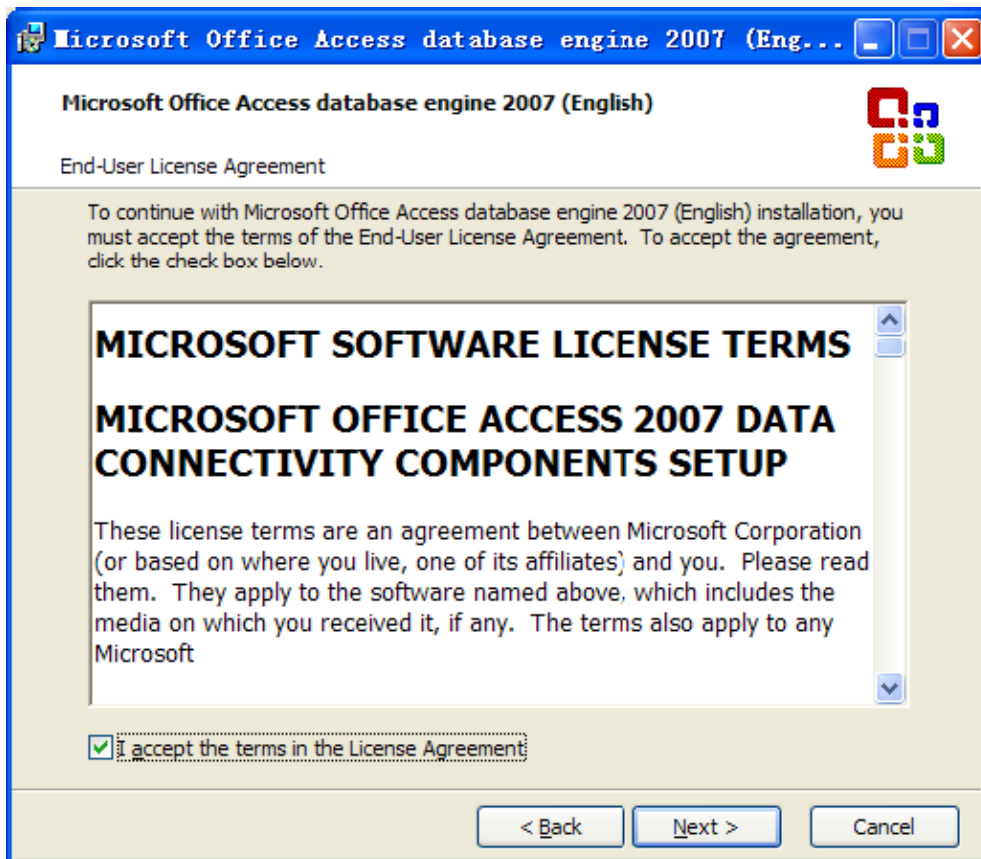 Microsoft Office Access database engine 2007 (Eng...
Microsoft Office Access database engine 2007 (English)
End-User License Agreement
To continue with Microsoft Office Access database engine 2007 (English) installation, you
must accept the terms of the End-User License Agreement.  To accept the agreement,
click the check box below.
MICROSOFT SOFTWARE LICENSE TERMS
MICROSOFT OFFICE ACCESS 2007 DATA
CONNECTIVITY COMPONENTS SETUP
These license terms are an agreement between Microsoft Corporation
(or based on where you live, one of its affiliates) and you.  Please read
them.  They apply to the software named above, which includes the
media on which you received it, if any.  The terms also apply to any
Microsoft
I accept the terms in the License Agreement
< Back
Next >
Cancel